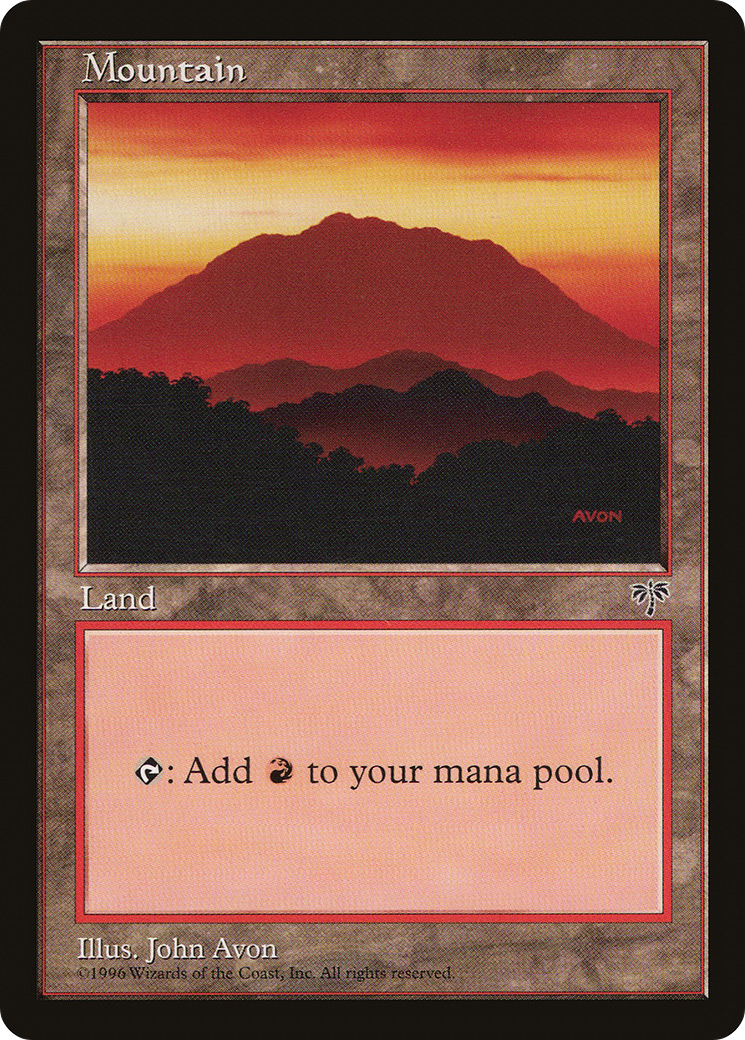 Mountain
AVON
Land
: Add to your mana pool.
Illus. John Avon
©1996 Wizards of the Coast, Inc. All rights reserved.